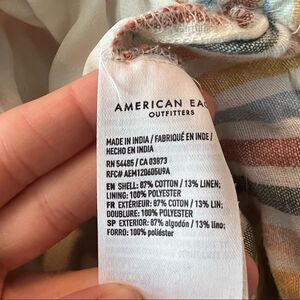 AMERICAN EAG
OUTFITTERS
MADE IN INDIA / FABRIQUÉ EN INDE /
HECHO EN INDIA
RN 54485 / CA 03873
RFC# AEM120605U9A
EN SHELL: 87% COTTON / 13% LINEN;
LINING: 100% POLYESTER
FR EXTÉRIEUR: 87% COTON / 13% LIN;
DOUBLURE: 100% POLYESTER
SP EXTERIOR: 87% algodón / 13% lino;
FORRO: 100% poliéster